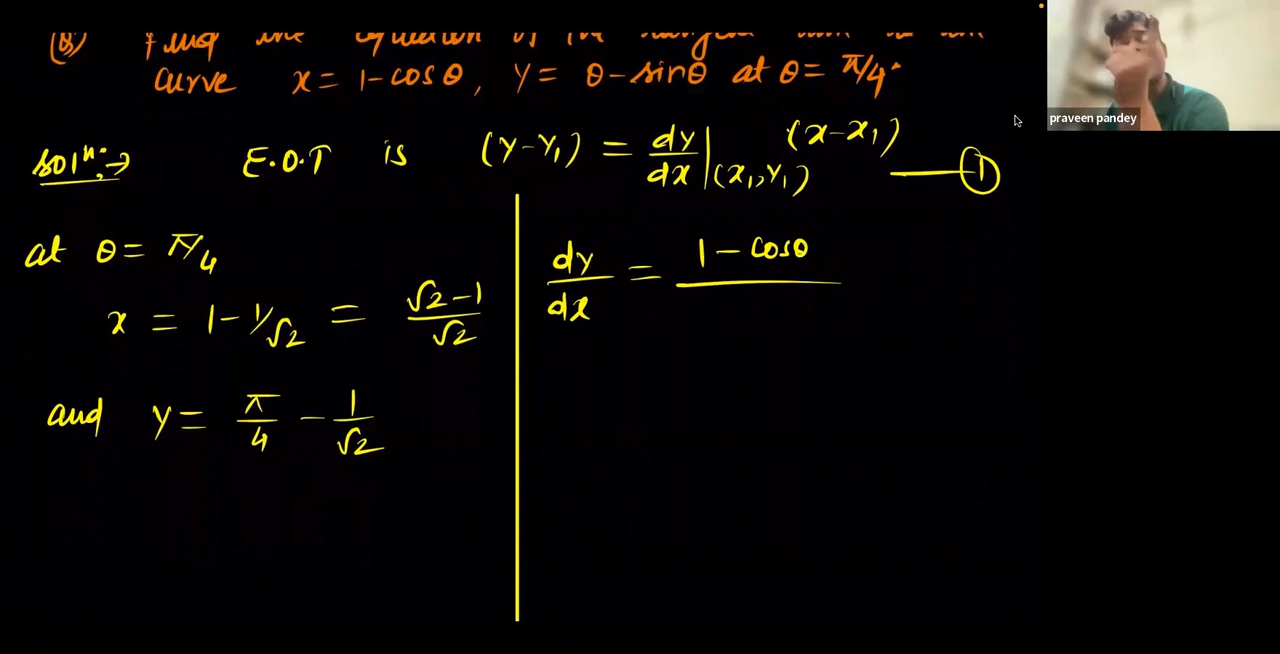 curve x = 1-cosθ, y = θ-sinθ at θ = π/4.
praveen pandey
Solⁿ:→ E.O.T is (y-y₁) = dy/dx|(x₁,y₁) (x-x₁) —— ①
at θ = π/4
x = 1 - 1/√2 = (√2-1)/√2
and y = π/4 - 1/√2
dy/dx = 1-cosθ